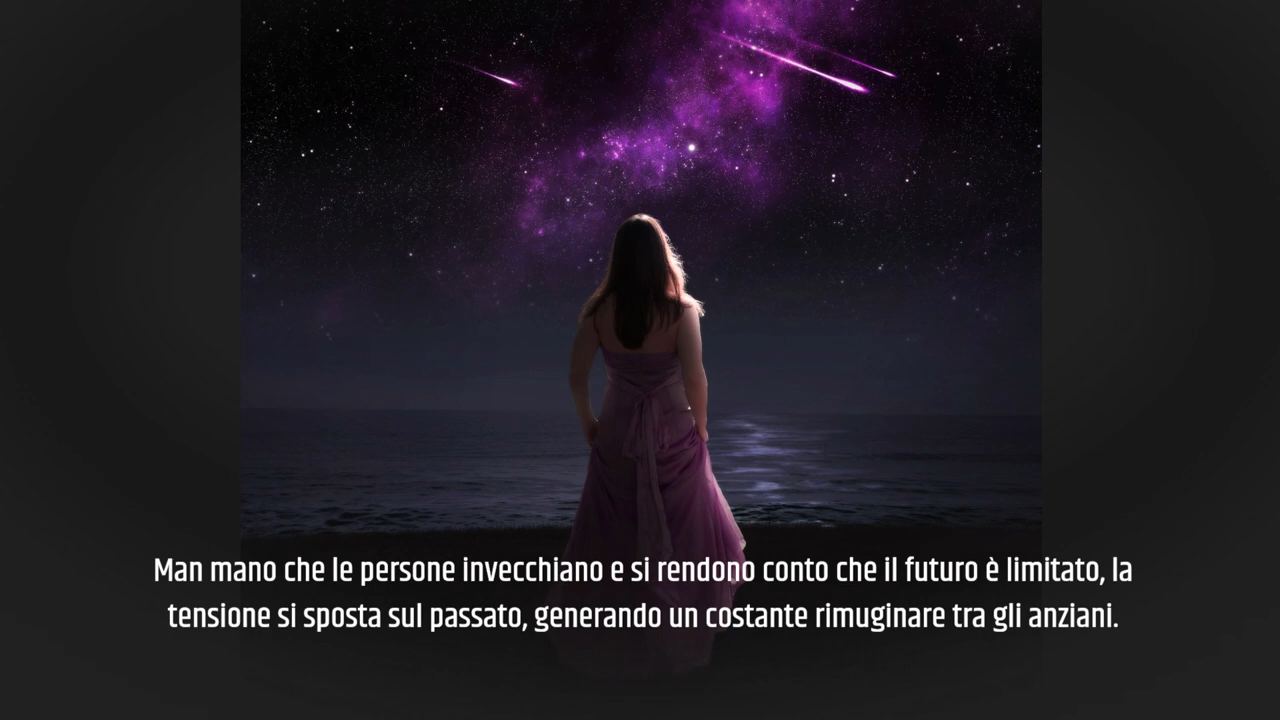 Man mano che le persone invecchiano e si rendono conto che il futuro è limitato, la
tensione si sposta sul passato, generando un costante rimuginare tra gli anziani.